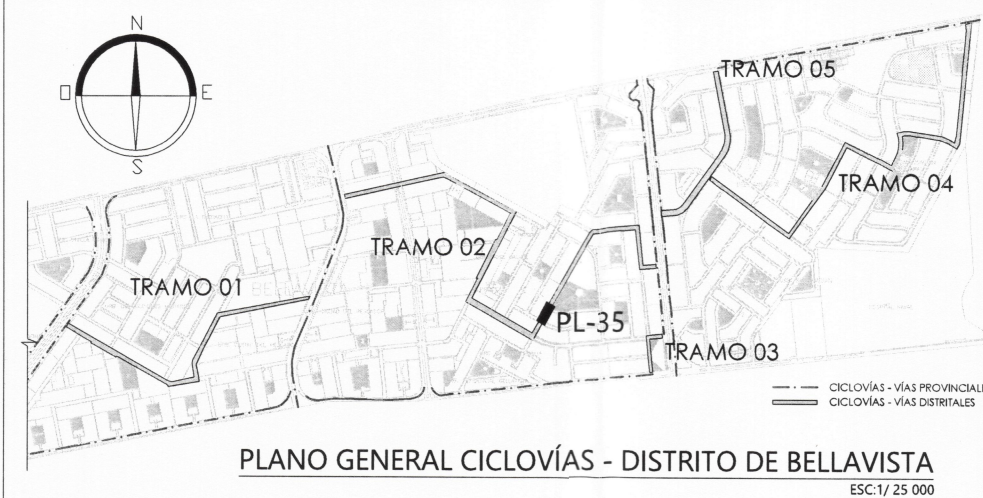 N
O
E
S
TRAMO 05
TRAMO 04
TRAMO 02
TRAMO 01
PL-35
TRAMO 03
CICLOVÍAS - VÍAS PROVINCIAL
CICLOVÍAS - VÍAS DISTRITALES
PLANO GENERAL CICLOVÍAS - DISTRITO DE BELLAVISTA
ESC:1/ 25 000